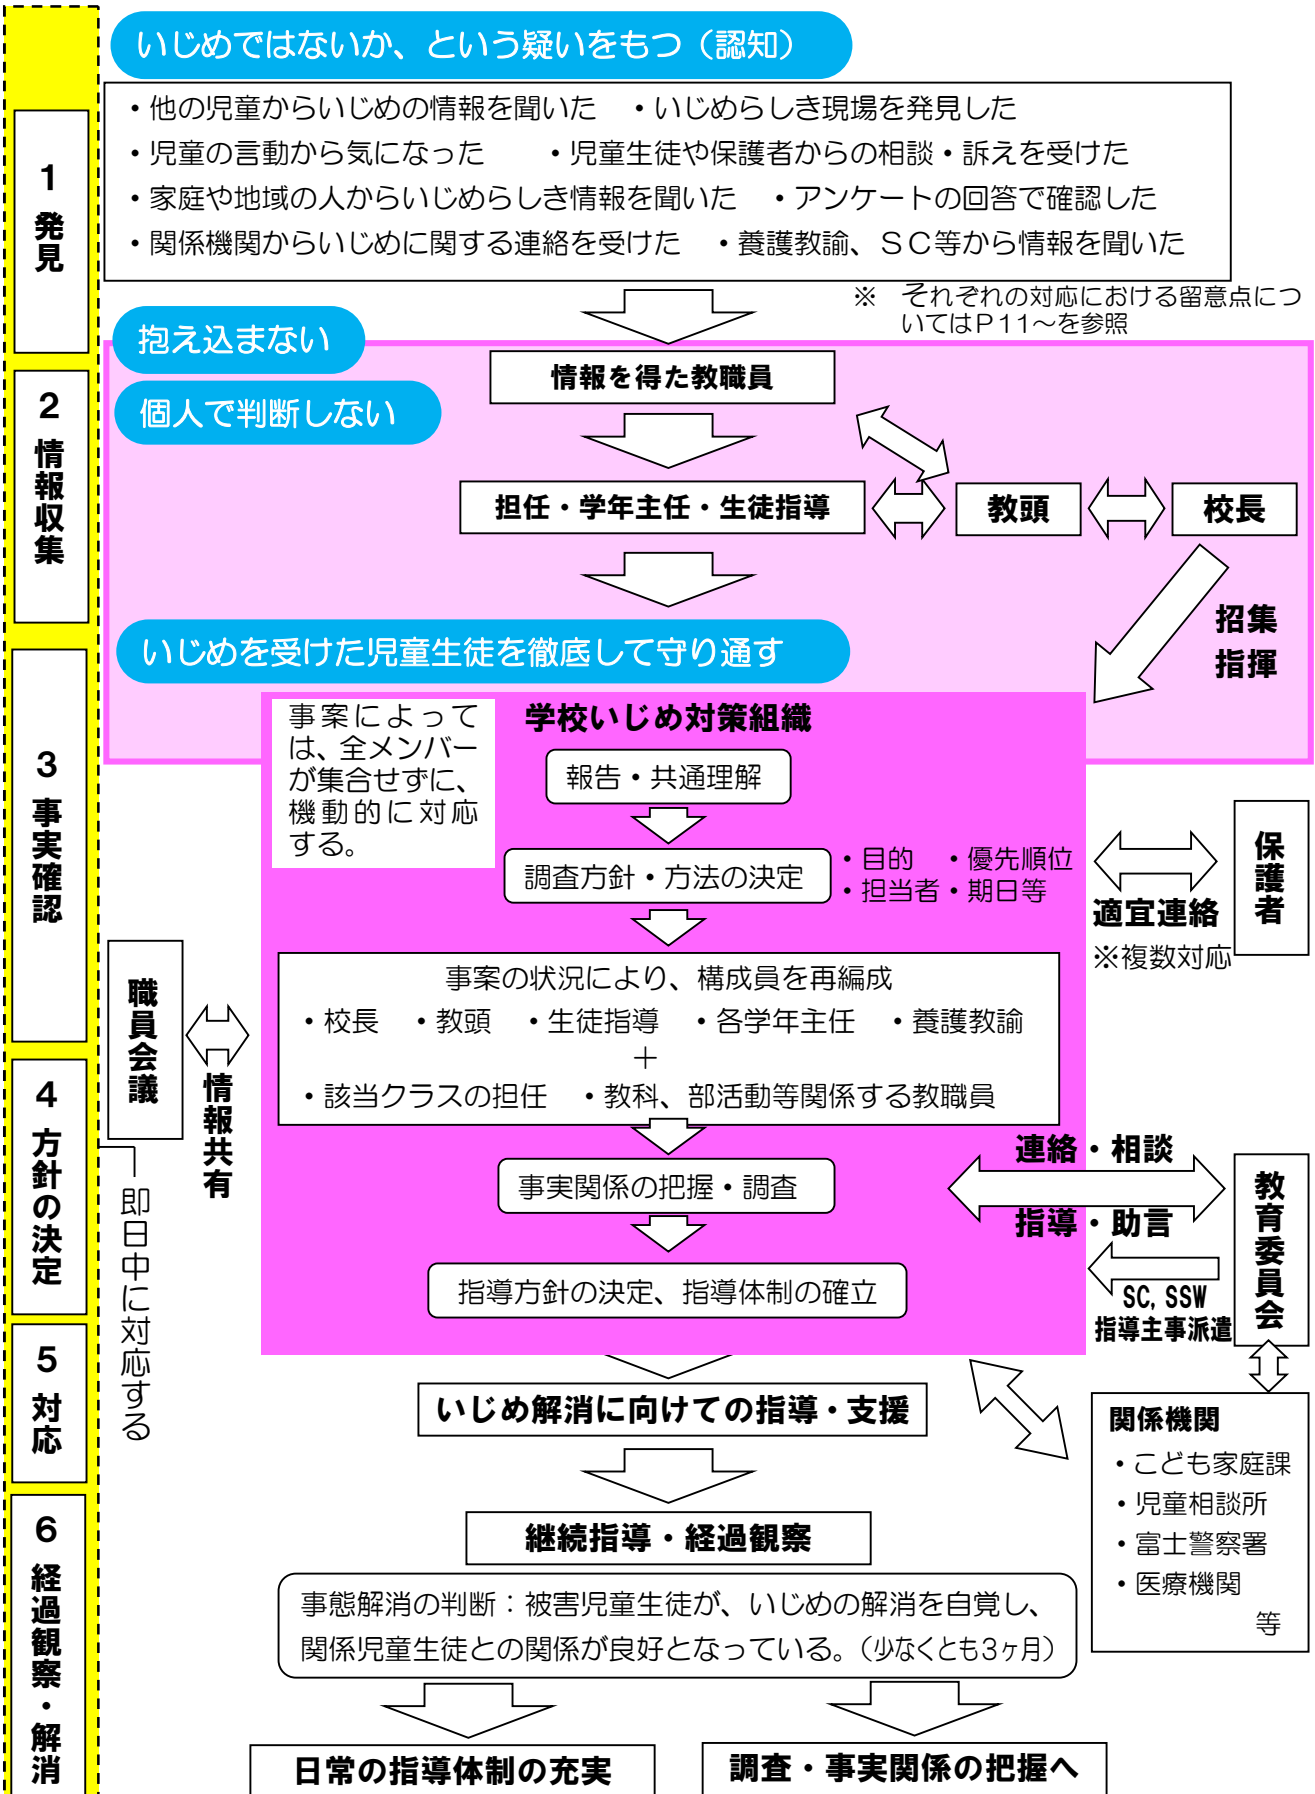 いじめではないか、という疑いをもつ（認知）
1 発見
・他の児童からいじめの情報を聞いた　・いじめらしき現場を発見した
・児童の言動から気になった　・児童生徒や保護者からの相談・訴えを受けた
・家庭や地域の人からいじめらしき情報を聞いた　・アンケートの回答で確認した
・関係機関からいじめに関する連絡を受けた　・養護教諭、ＳＣ等から情報を聞いた
※　それぞれの対応における留意点につ
いてはＰ11～を参照
抱え込まない
個人で判断しない
2 情報収集
情報を得た教職員
担任・学年主任・生徒指導
教頭
校長
招集
指揮
いじめを受けた児童生徒を徹底して守り通す
3 事実確認
事案によって
は、全メンバー
が集合せずに、
機動的に対応
する。
学校いじめ対策組織
報告・共通理解
調査方針・方法の決定
・目的　・優先順位
・担当者・期日等
保護者
適宜連絡
※複数対応
職員会議
情報共有
事案の状況により、構成員を再編成
・校長　・教頭　・生徒指導　・各学年主任　・養護教諭
＋
・該当クラスの担任　・教科、部活動等関係する教職員
4 方針の決定
即日中に対応する
事実関係の把握・調査
連絡・相談
指導・助言
教育委員会
SC, SSW
指導主事派遣
指導方針の決定、指導体制の確立
5 対応
いじめ解消に向けての指導・支援
関係機関
・こども家庭課
・児童相談所
・富士警察署
・医療機関
等
6 経過観察・解消
継続指導・経過観察
事態解消の判断：被害児童生徒が、いじめの解消を自覚し、
関係児童生徒との関係が良好となっている。（少なくとも3ヶ月）
日常の指導体制の充実
調査・事実関係の把握へ